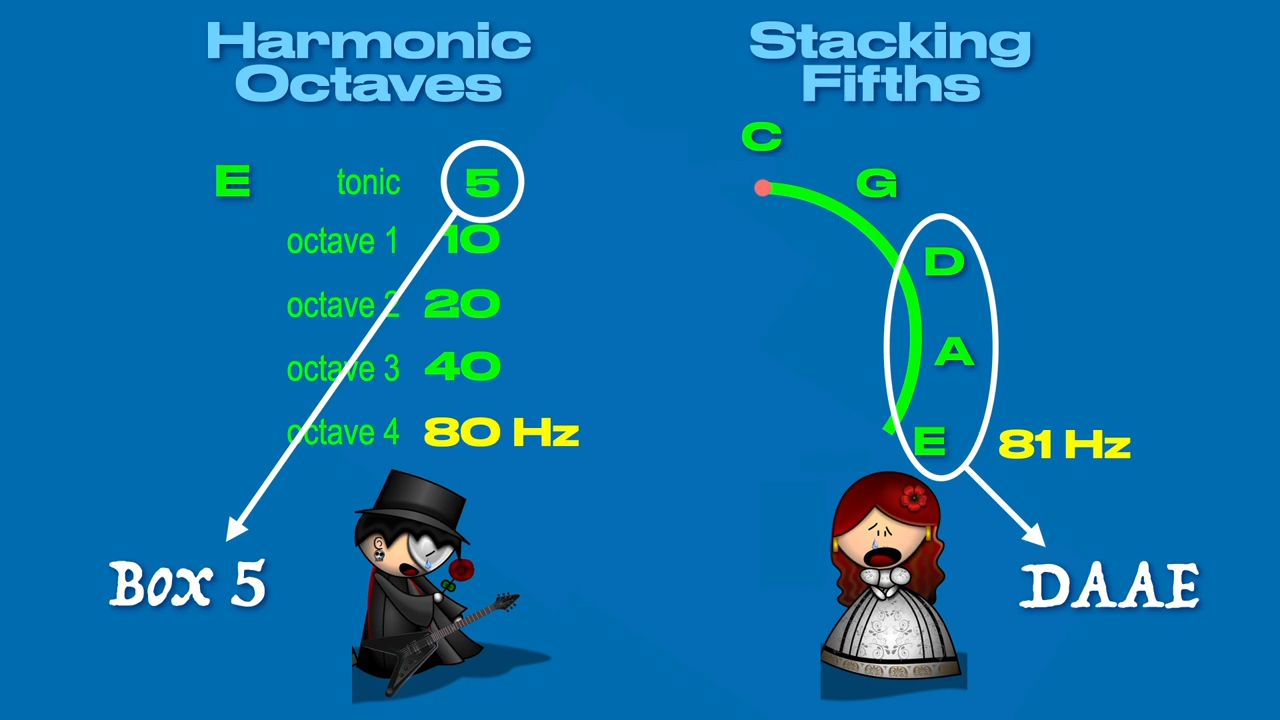 Harmonic
Octaves
E tonic 5
octave 1 10
octave 2 20
octave 3 40
octave 4 80 Hz
Box 5
Stacking
Fifths
C
G
D
A
E 81 Hz
DAAE